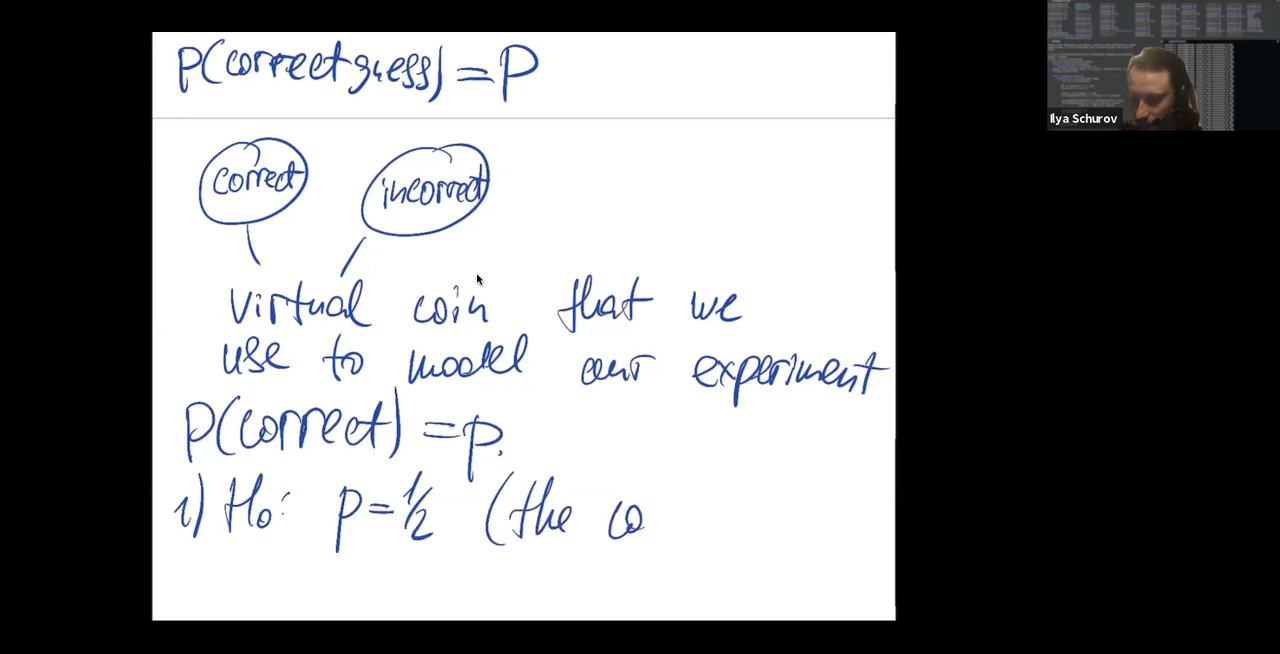 P(correct guess) = P
Ilya Schurov
correct
incorrect
virtual coin that we
use to model our experiment
P(correct) = p.
1) H₀: p = 1/2 (the co